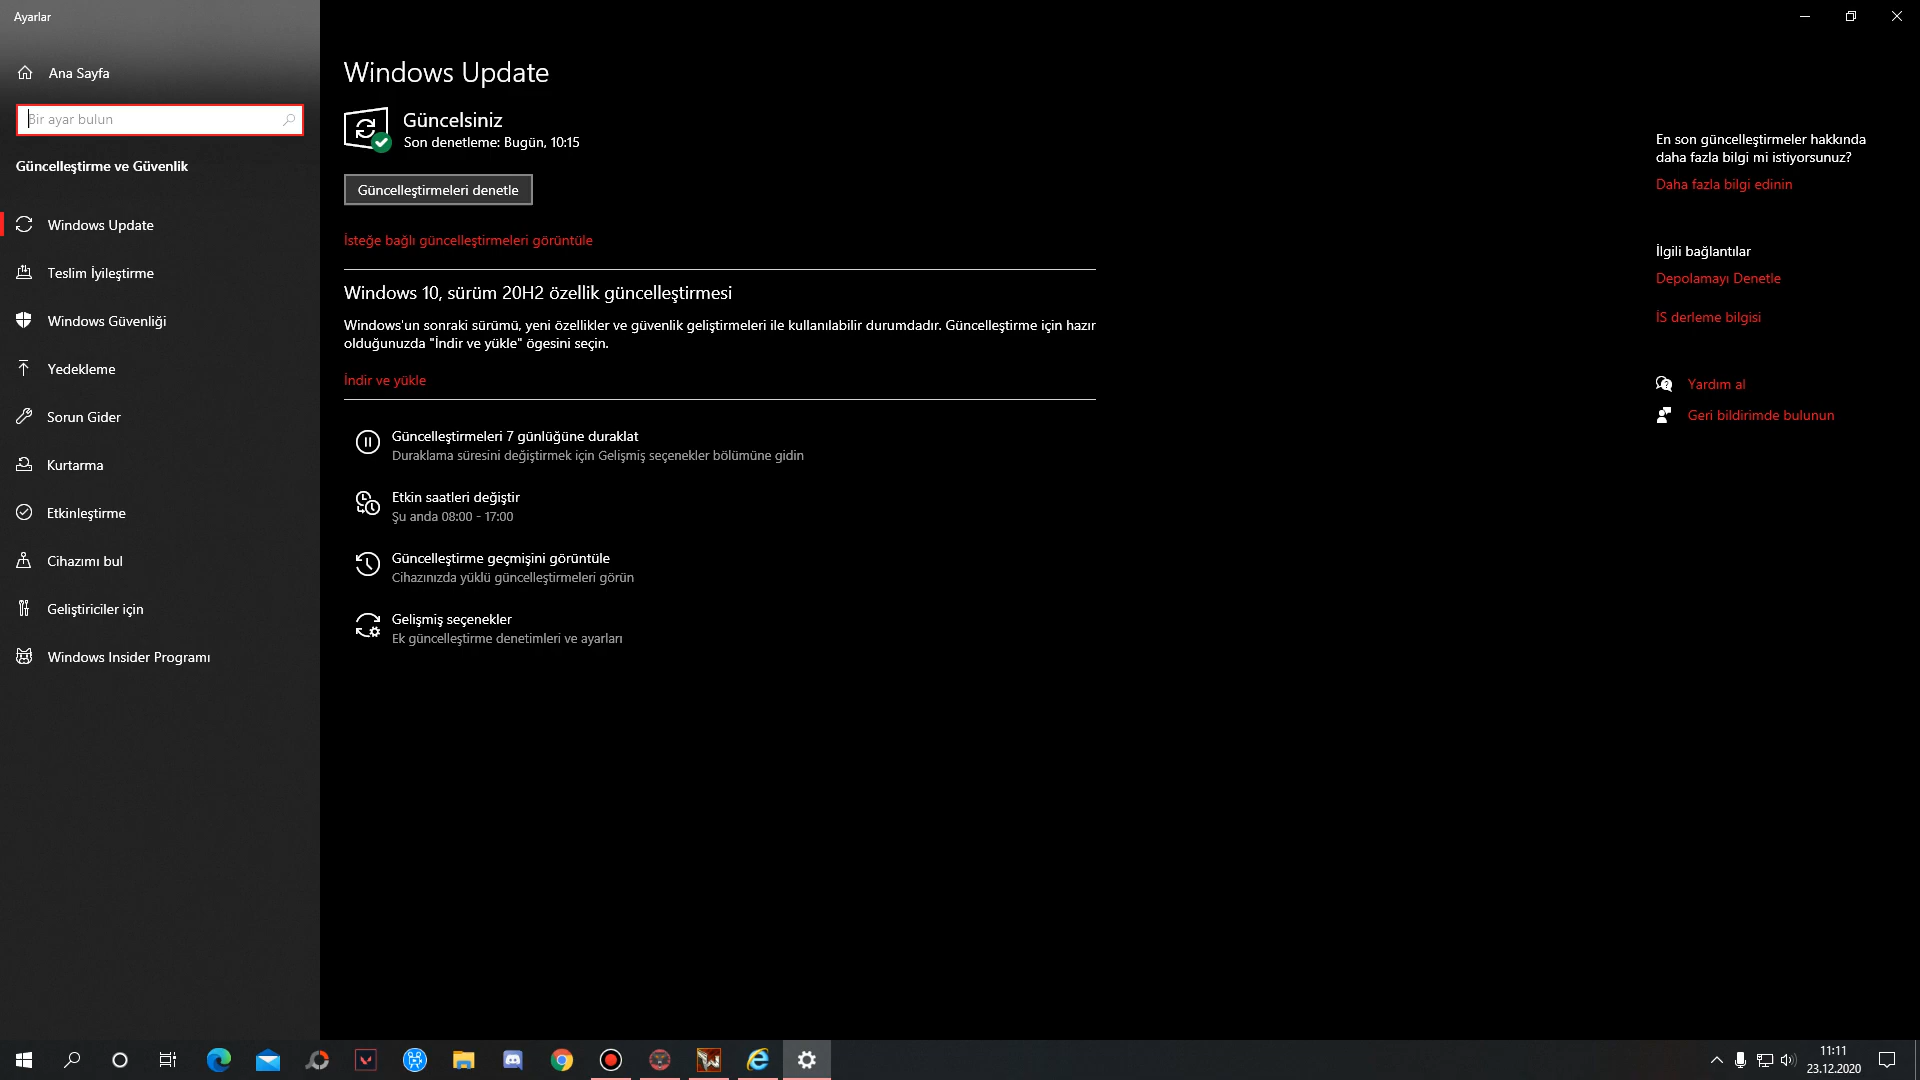 Ayarlar
Ana Sayfa
Bir ayar bulun
Güncelleştirme ve Güvenlik
Windows Update
Teslim İyileştirme
Windows Güvenliği
Yedekleme
Sorun Gider
Kurtarma
Etkinleştirme
Cihazımı bul
Geliştiriciler için
Windows Insider Programı
Windows Update
Güncelsiniz
Son denetleme: Bugün, 10:15
Güncelleştirmeleri denetle
İsteğe bağlı güncelleştirmeleri görüntüle
Windows 10, sürüm 20H2 özellik güncelleştirmesi
Windows'un sonraki sürümü, yeni özellikler ve güvenlik geliştirmeleri ile kullanılabilir durumdadır. Güncelleştirme için hazır
olduğunuzda "İndir ve yükle" ögesini seçin.
İndir ve yükle
Güncelleştirmeleri 7 günlüğüne duraklat
Duraklama süresini değiştirmek için Gelişmiş seçenekler bölümüne gidin
Etkin saatleri değiştir
Şu anda 08:00 - 17:00
Güncelleştirme geçmişini görüntüle
Cihazınızda yüklü güncelleştirmeleri görün
Gelişmiş seçenekler
Ek güncelleştirme denetimleri ve ayarları
En son güncelleştirmeler hakkında
daha fazla bilgi mi istiyorsunuz?
Daha fazla bilgi edinin
İlgili bağlantılar
Depolamayı Denetle
İS derleme bilgisi
Yardım al
Geri bildirimde bulunun
11:11
23.12.2020